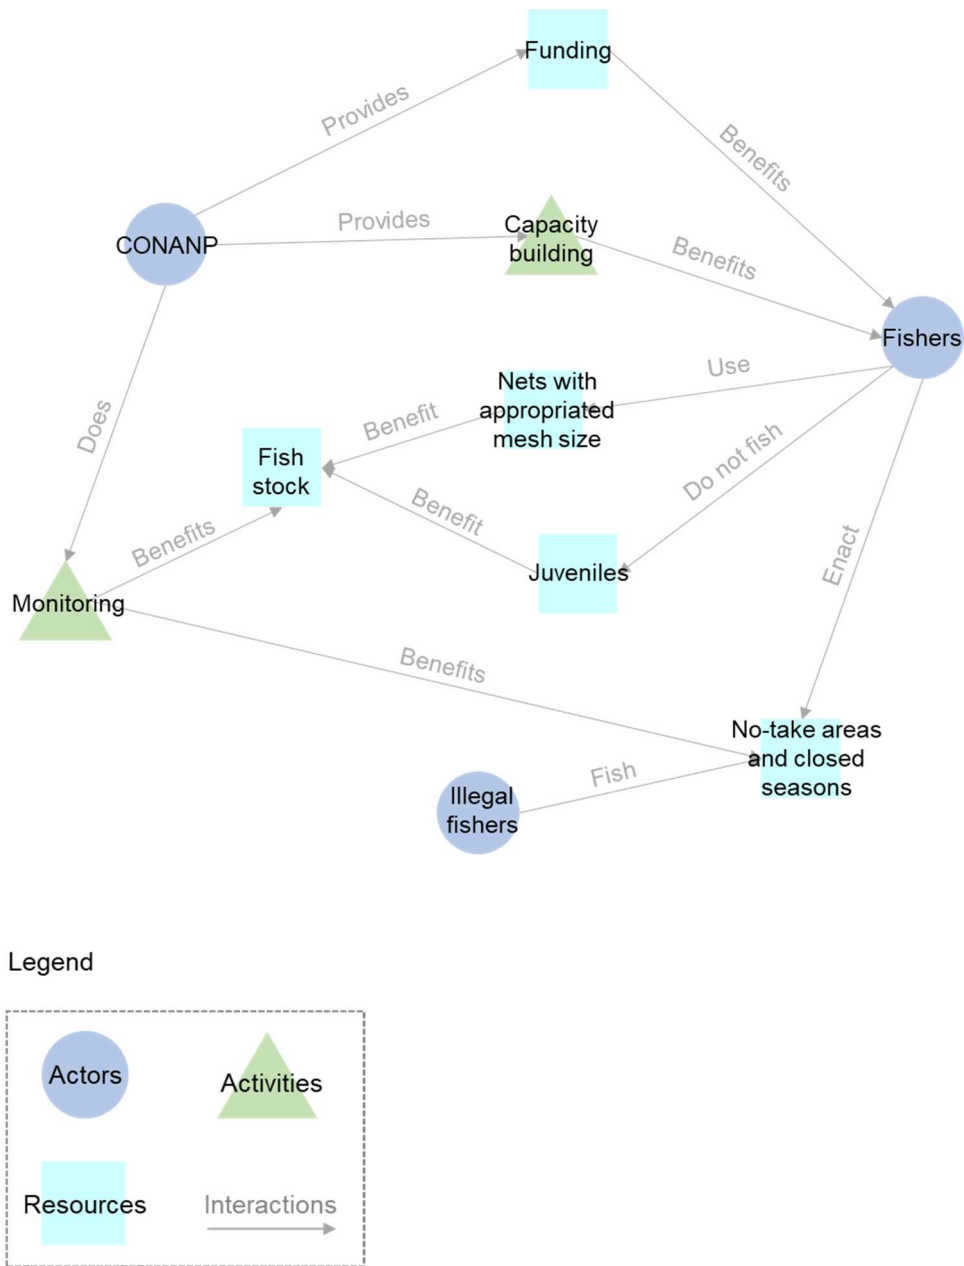 Funding
Provides
Benefits
Provides
Capacity
building
CONANP
Benefits
Fishers
Use
Nets with
appropriated
mesh size
Benefit
Do not fish
Does
Fish
stock
Benefit
Enact
Benefits
Juveniles
Monitoring
Benefits
No-take areas
and closed
seasons
Fish
Illegal
fishers
Legend
Actors
Activities
Resources
Interactions